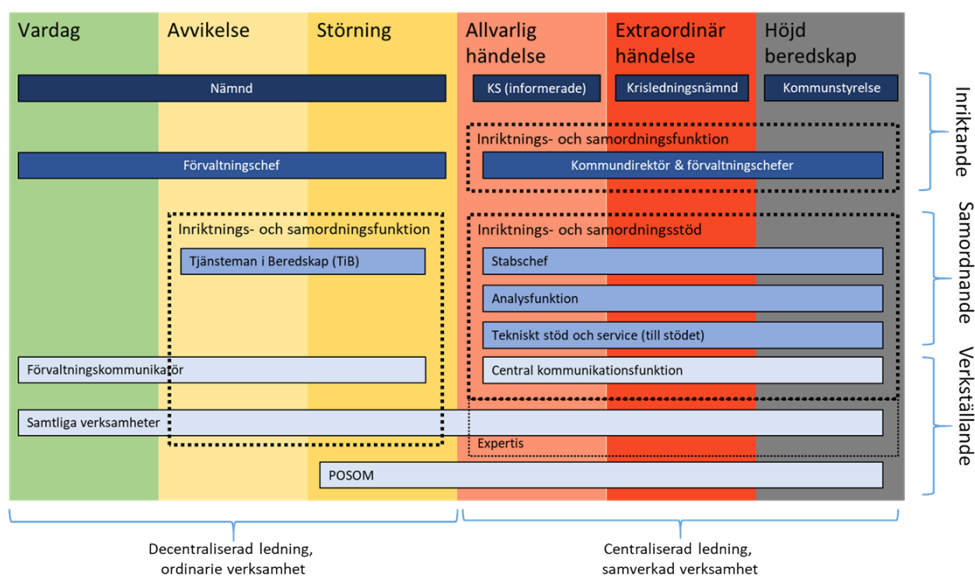 Vardag
Avvikelse
Störning
Allvarlig
händelse
Extraordinär
händelse
Höjd
beredskap
Nämnd
KS (informerade)
Krisledningsnämnd
Kommunstyrelse
Inriktande
Inriktnings- och samordningsfunktion
Förvaltningschef
Kommundirektör & förvaltningschefer
Samordnande
Inriktnings- och samordningsfunktion
Tjänsteman i Beredskap (TiB)
Inriktnings- och samordningsstöd
Stabschef
Analysfunktion
Tekniskt stöd och service (till stödet)
Verkställande
Förvaltningskommunikatör
Central kommunikationsfunktion
Samtliga verksamheter
Expertis
POSOM
Decentraliserad ledning,
ordinarie verksamhet
Centraliserad ledning,
samverkad verksamhet